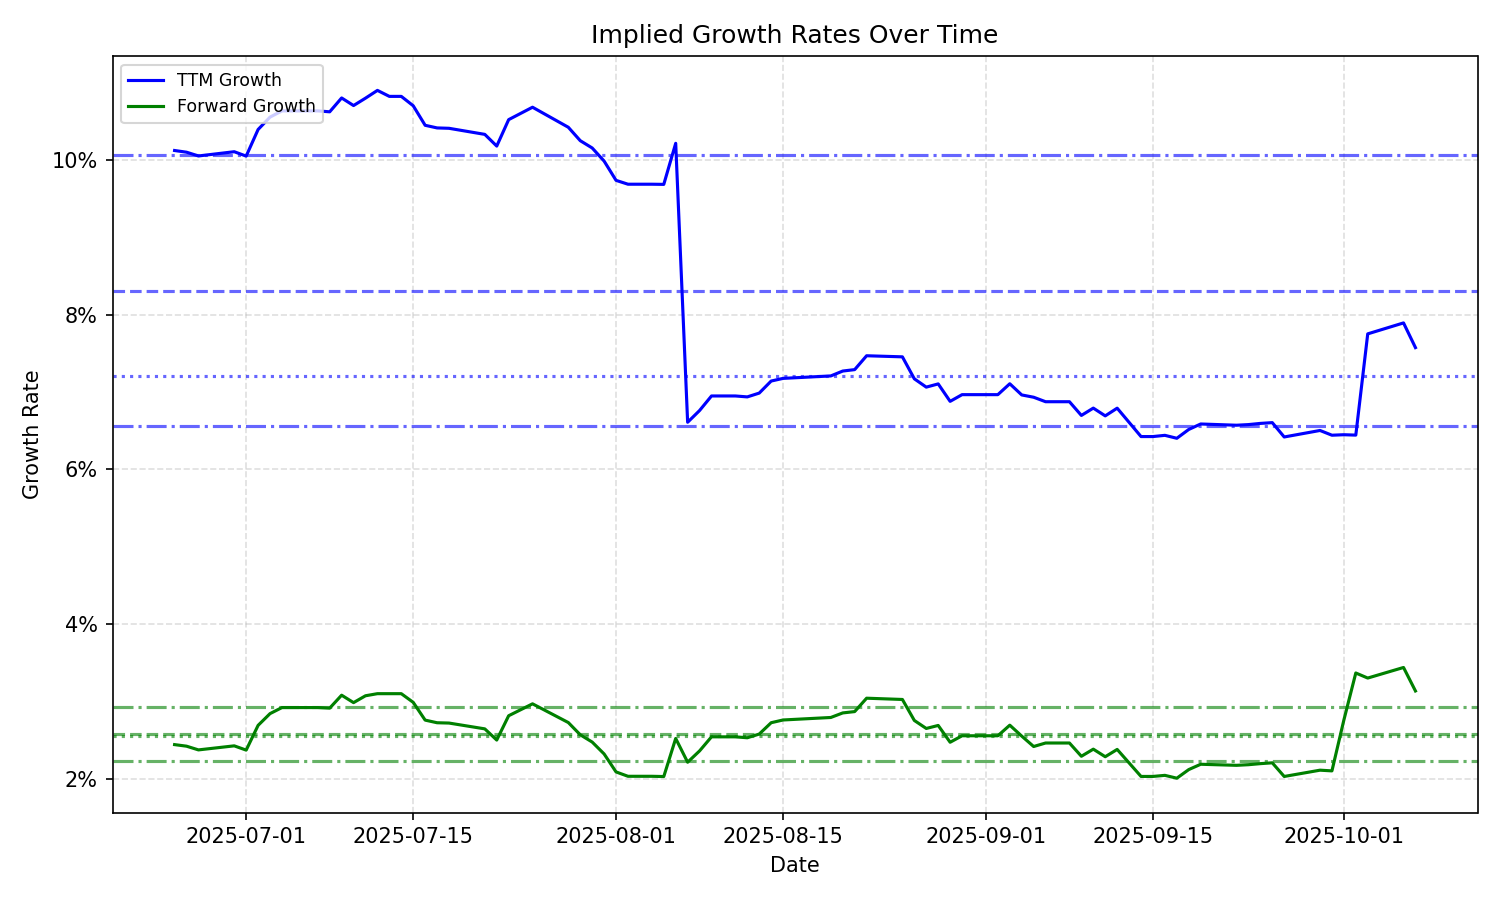 Implied Growth Rates Over Time
TTM Growth
Forward Growth
10%
8%
6%
4%
2%
Growth Rate
2025-07-01
2025-07-15
2025-08-01
2025-08-15
2025-09-01
2025-09-15
2025-10-01
Date